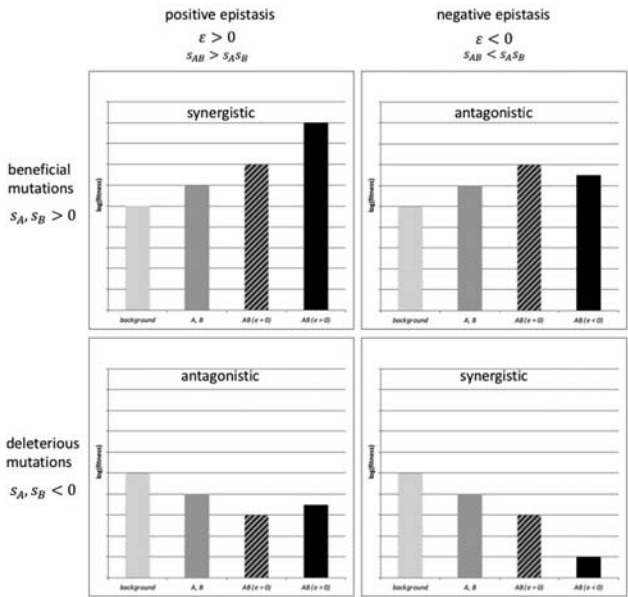 positive epistasis
ε > 0
s_AB > s_A s_B
negative epistasis
ε < 0
s_AB < s_A s_B
beneficial
mutations
s_A, s_B > 0
synergistic
log(fitness)
background
A, B
AB (e = 0)
AB (e > 0)
antagonistic
log(fitness)
background
A, B
AB (e = 0)
AB (e < 0)
deleterious
mutations
s_A, s_B < 0
antagonistic
log(fitness)
background
A, B
AB (e = 0)
AB (e > 0)
synergistic
log(fitness)
background
A, B
AB (e = 0)
AB (e < 0)